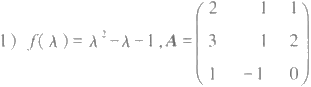 1) f(λ) = λ²-λ-1, A = ( 2 1 1
3 1 2
1 -1 0 )